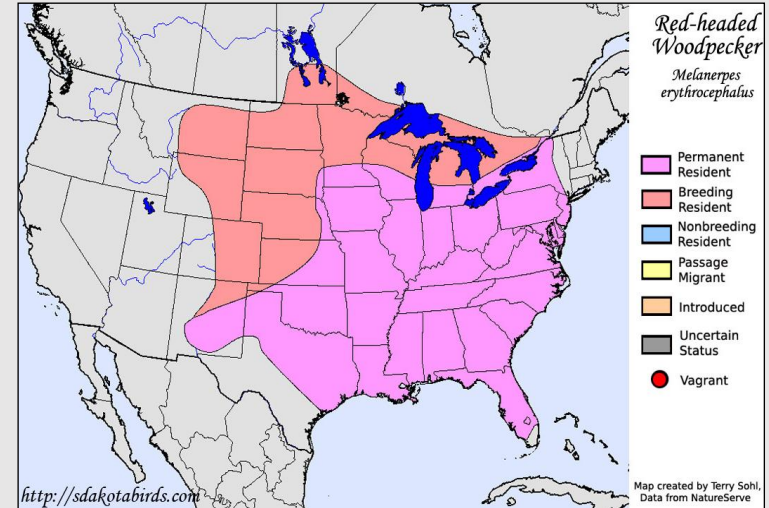 Red-headed
Woodpecker
Melanerpes
erythrocephalus
Permanent
Resident
Breeding
Resident
Nonbreeding
Resident
Passage
Migrant
Introduced
Uncertain
Status
Vagrant
http://sdakotabirds.com
Map created by Terry Sohl,
Data from NatureServe